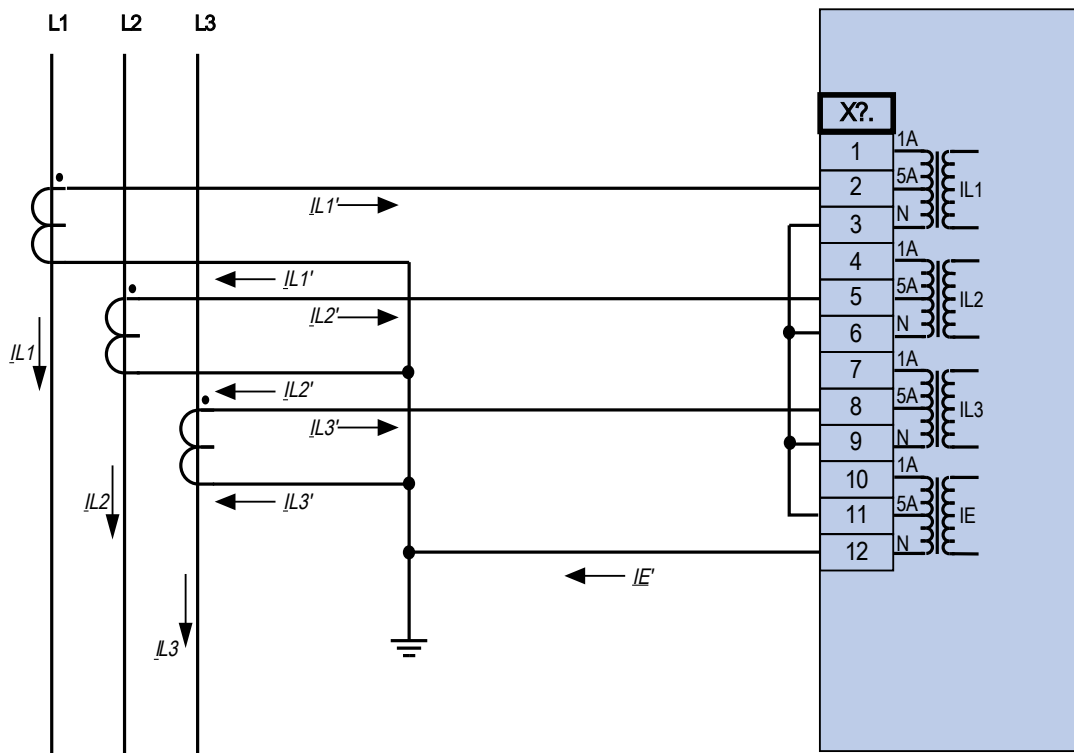 L1 L2 L3
X?.
1 1A
2 5A IL1
3 N
4 1A
5 5A IL2
6 N
7 1A
8 5A IL3
9 N
10 1A
11 5A IE
12 N
IL1'
IL1'
IL2'
IL1
IL2'
IL3'
IL2
IL3'
IE'
IL3